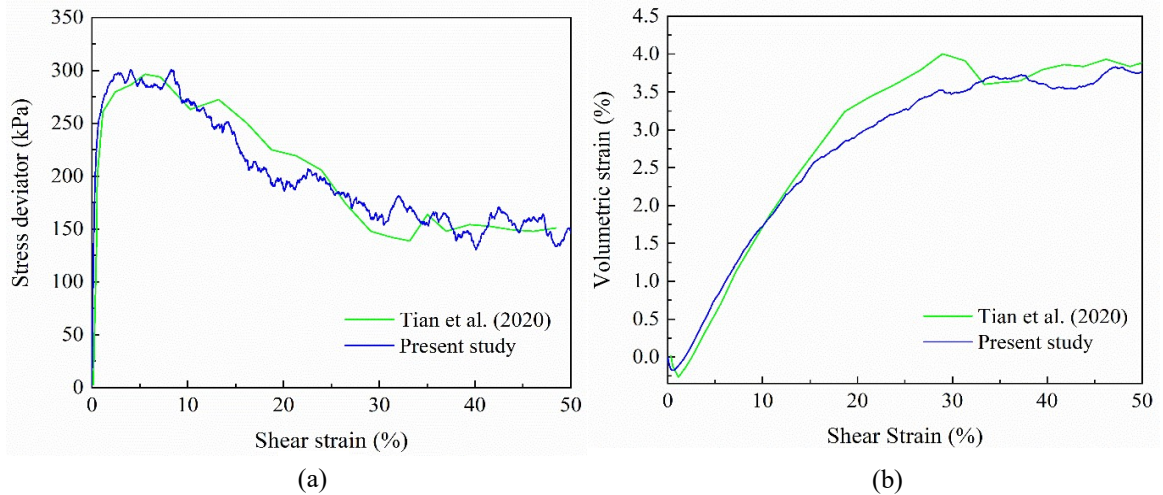 350
300
250
200
150
100
50
0
Stress deviator (kPa)
Tian et al. (2020)
Present study
0 10 20 30 40 50
Shear strain (%)
(a)
4.5
4.0
3.5
3.0
2.5
2.0
1.5
1.0
0.5
0.0
Volumetric strain (%)
Tian et al. (2020)
Present study
0 10 20 30 40 50
Shear Strain (%)
(b)